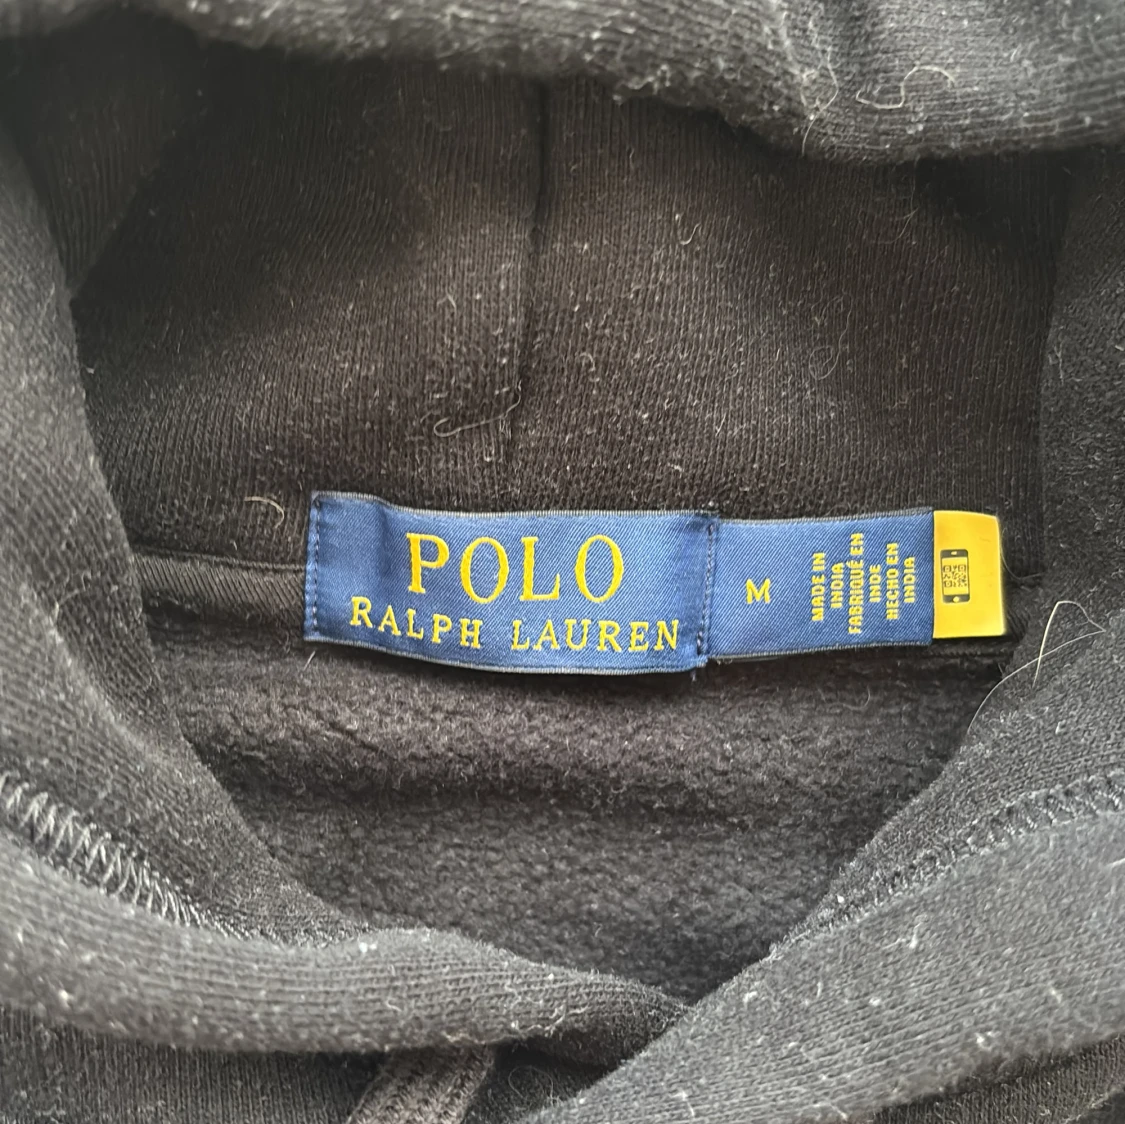 POLO
RALPH LAUREN
M
MADE IN
INDIA
FABRIQUÉ EN
INDE
HECHO EN
INDIA